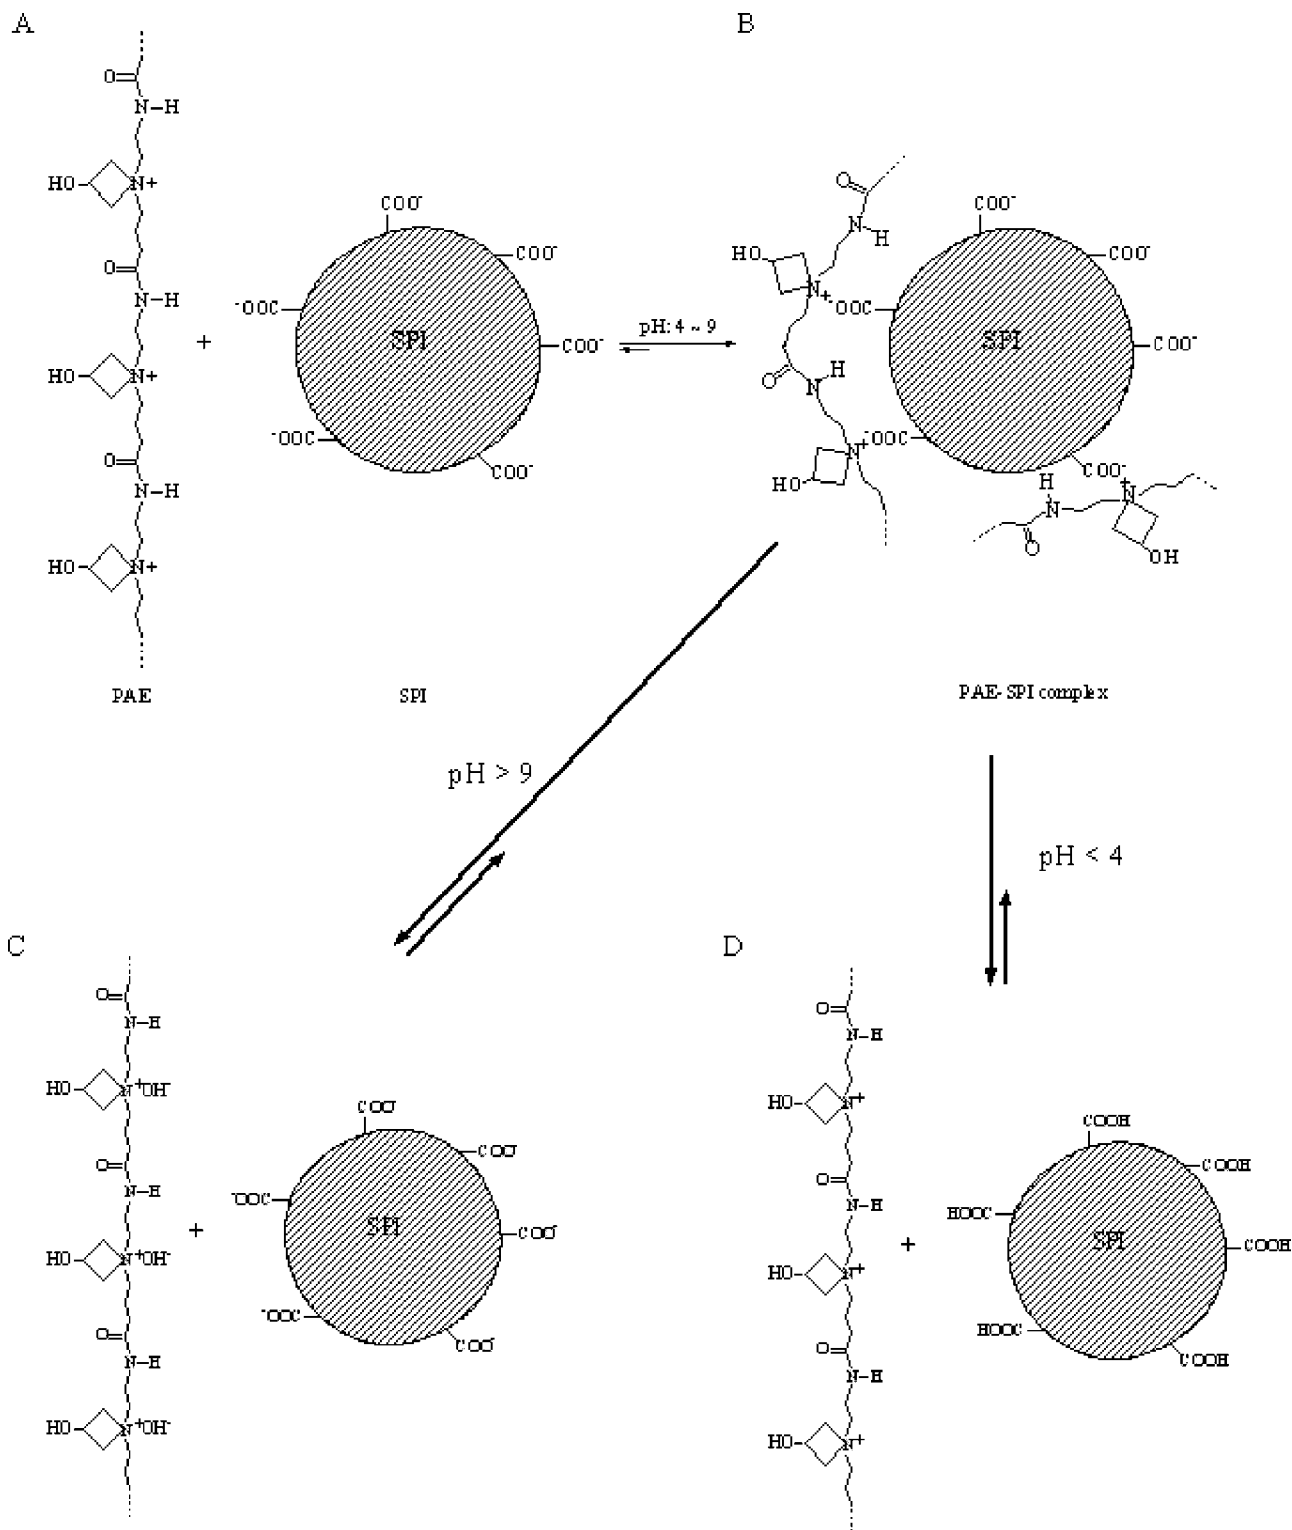 A
B
O
N-H
HO
N+
O
N-H
HO
N+
O
N-H
HO
N+
+
COO-
COO-
-OOC
SPI
COO-
-OOC
COO-
pH: 4 ~ 9
O
N
H
HO
N+
COO-
COO-
-OOC
SPI
COO-
O
N
H
-OOC
N+
HO
COO-
H
N
+
N
O
OH
PAE
SPI
PAE-SPI complex
pH > 9
pH < 4
C
D
O
N-H
HO
N+OH-
O
N-H
HO
N+OH-
O
N-H
HO
N+OH-
+
COO-
COO-
-OOC
SPI
COO-
-OOC
COO-
O
N-H
HO
N+
O
N-H
HO
N+
O
N-H
HO
N+
+
COOH
COOH
HOOC
SPI
COOH
HOOC
COOH